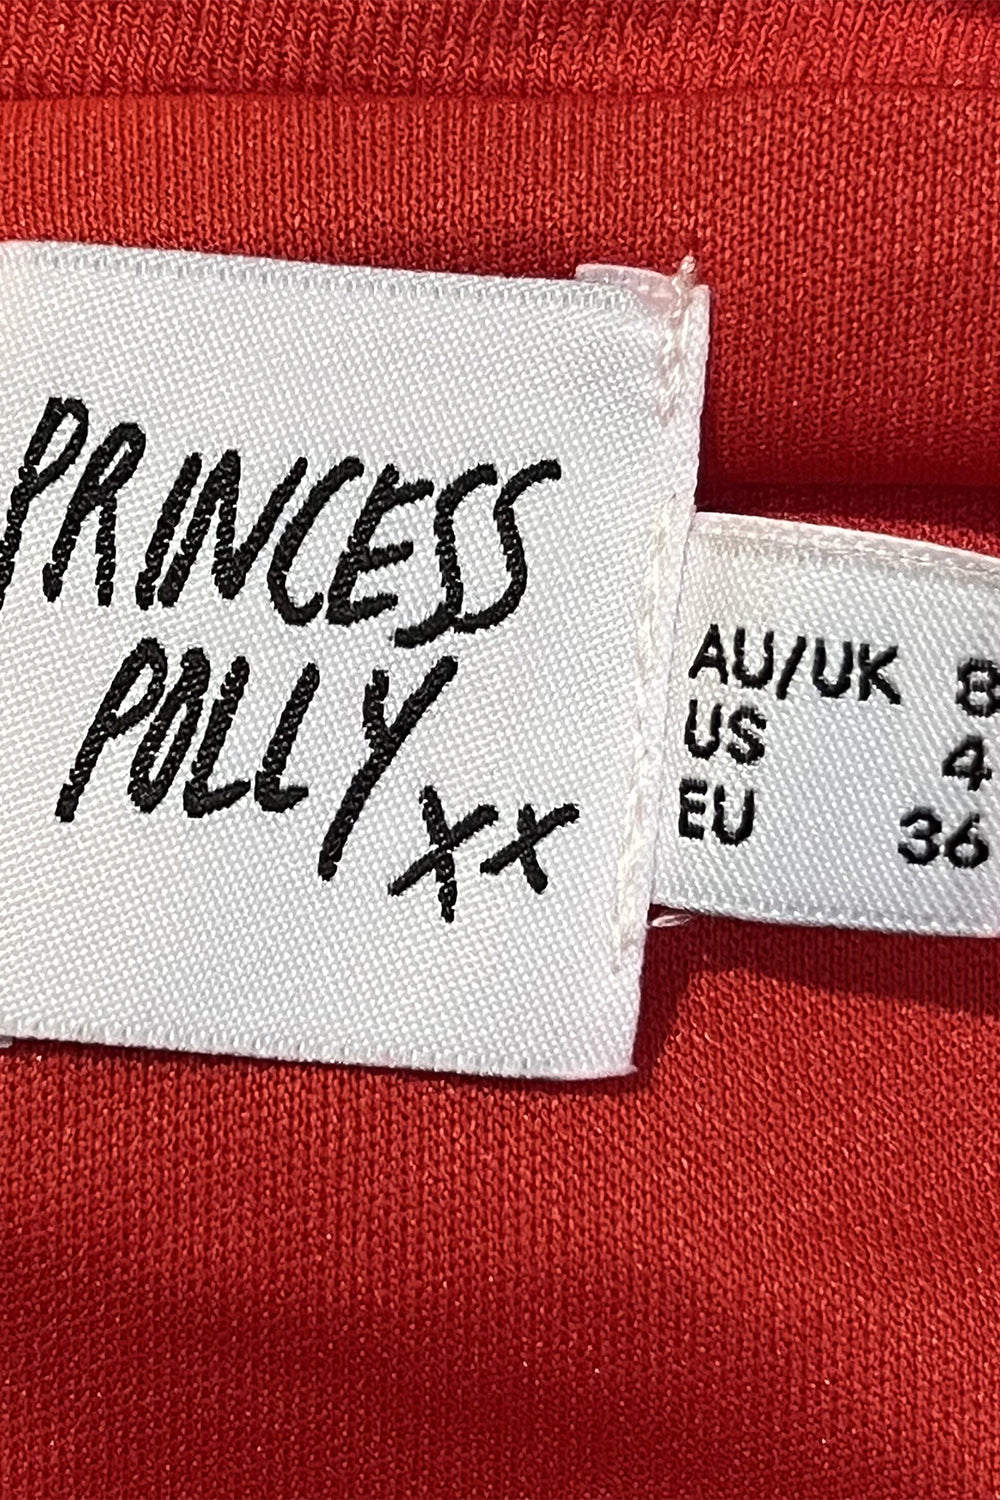 PRINCESS
POLLY
xx
AU/UK 8
US 4
EU 36